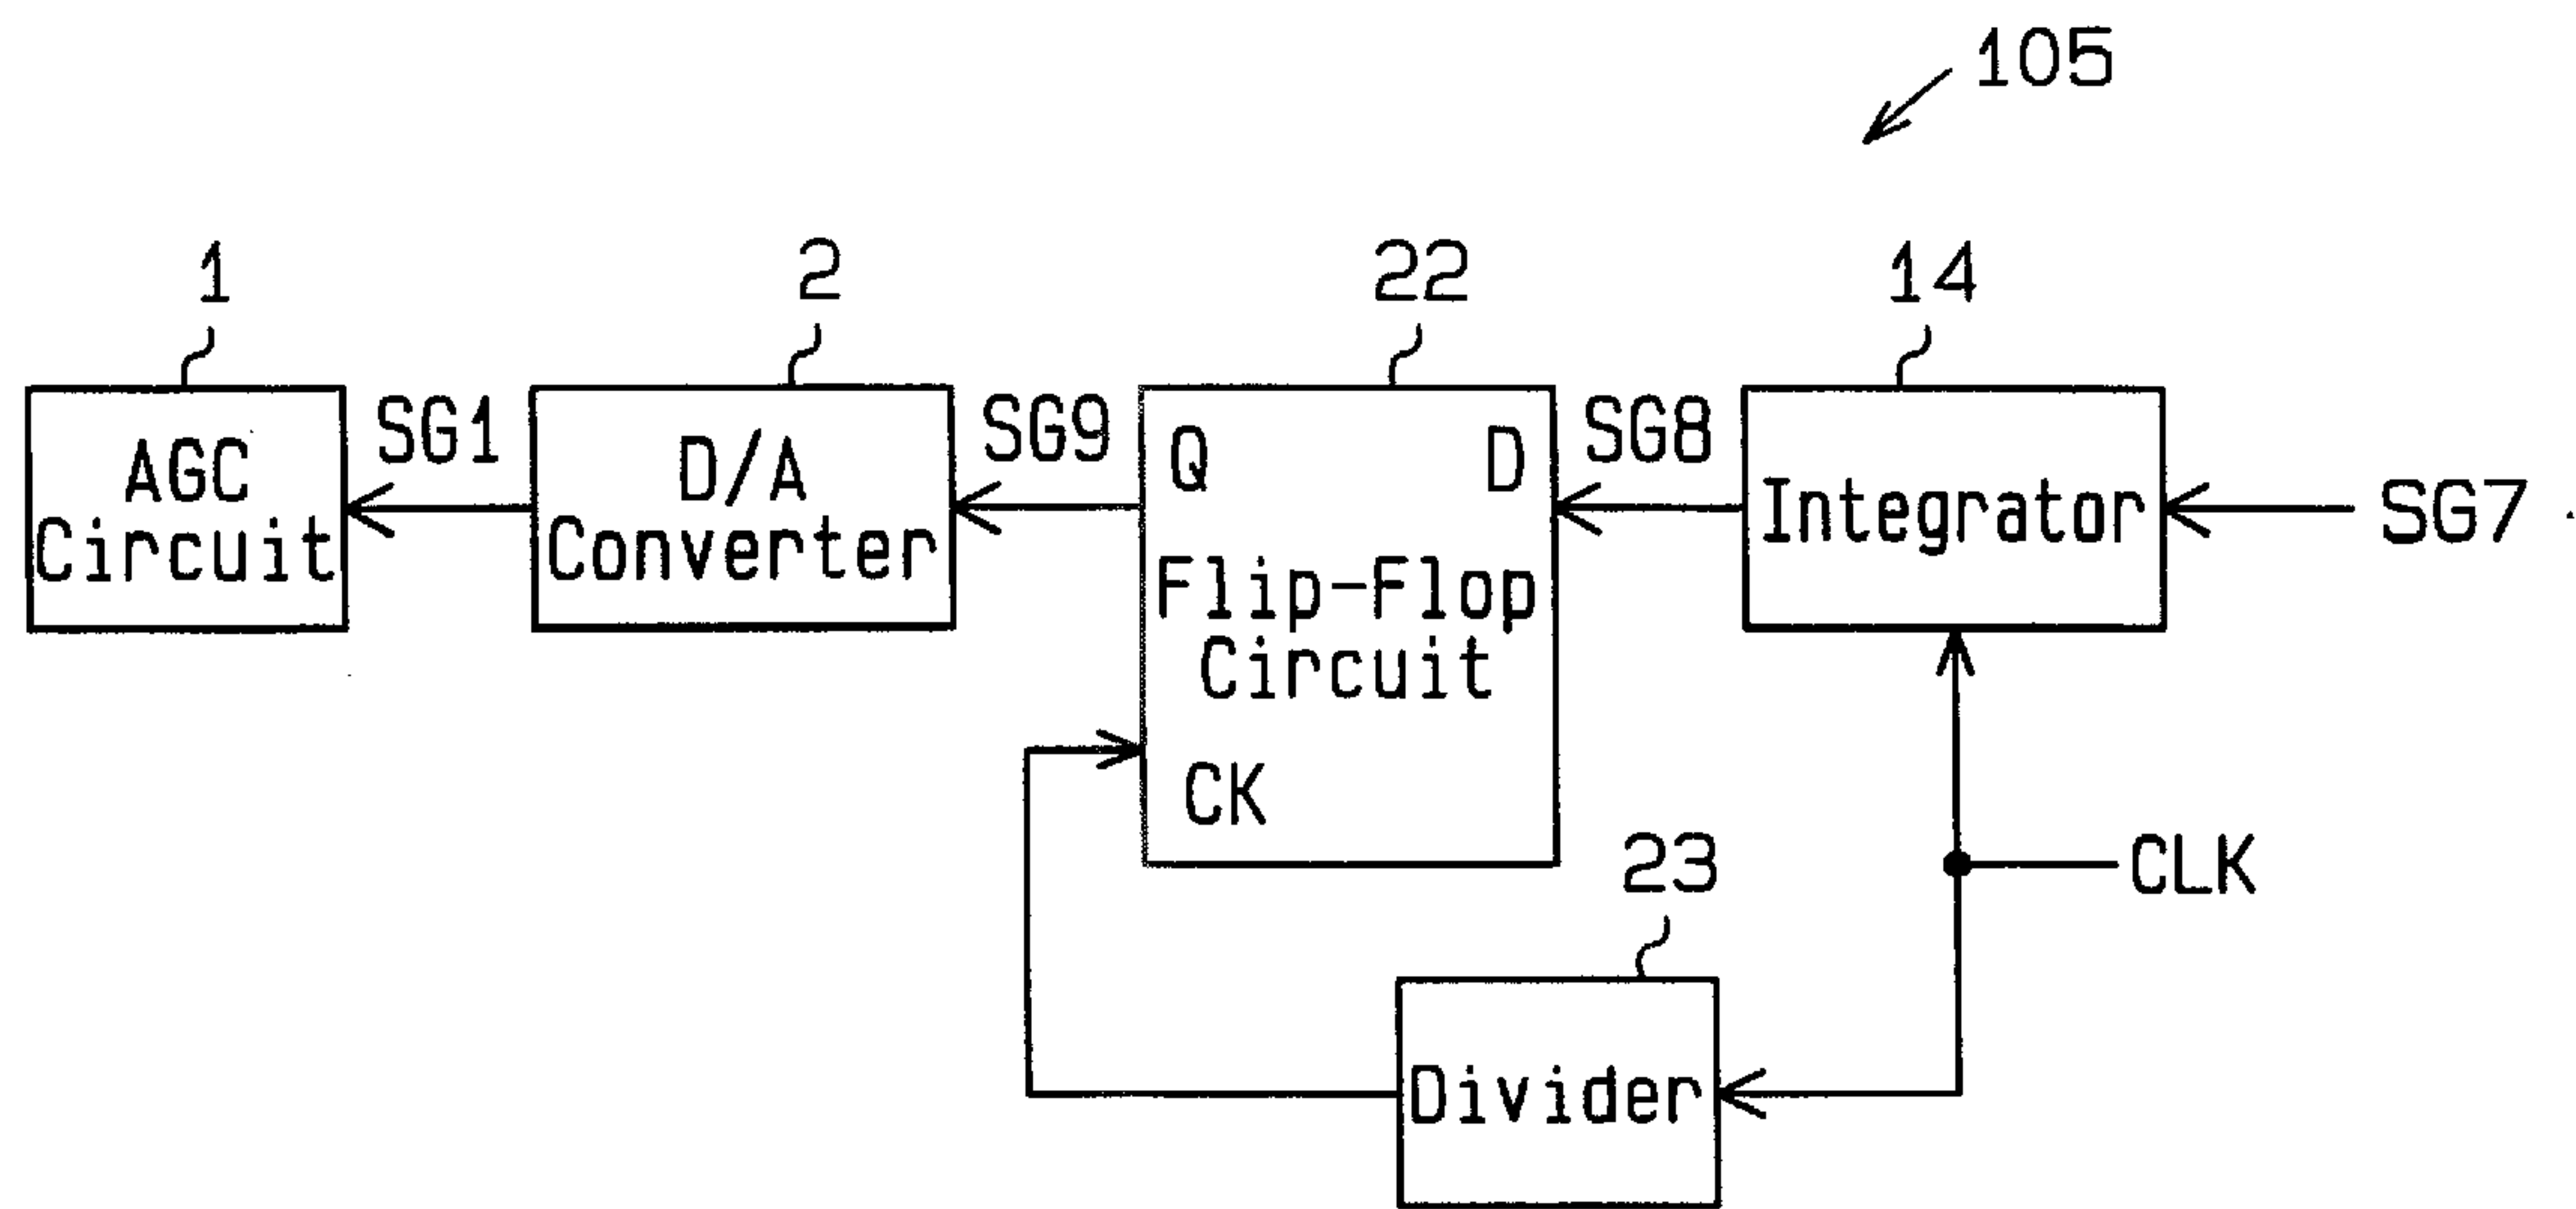 105
1
2
22
14
AGC
Circuit
SG1
D/A
Converter
SG9
Q
D
Flip-Flop
Circuit
CK
SG8
Integrator
SG7
23
CLK
Divider